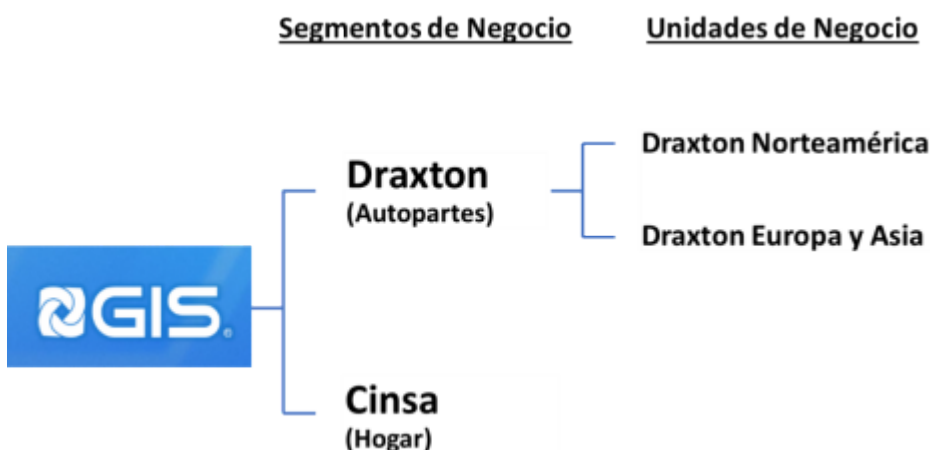 Segmentos de Negocio
Unidades de Negocio
Draxton
(Autopartes)
Draxton Norteamérica
Draxton Europa y Asia
GIS®
Cinsa
(Hogar)